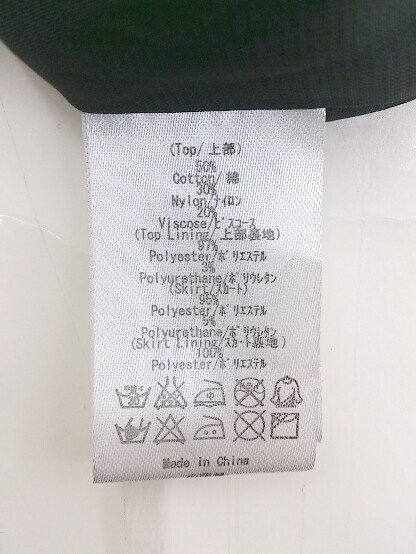 (Top/上部)
50%
Cotton/綿
30%
Nylon/ナイロン
20%
Viscose/ビスコース
(Top Lining/上部裏地)
97%
Polyester/ポリエステル
3%
Polyurethane/ポリウレタン
(Skirt/スカート)
95%
Polyester/ポリエステル
5%
Polyurethane/ポリウレタン
(Skirt Lining/スカート裏地)
100%
Polyester/ポリエステル
Made in China